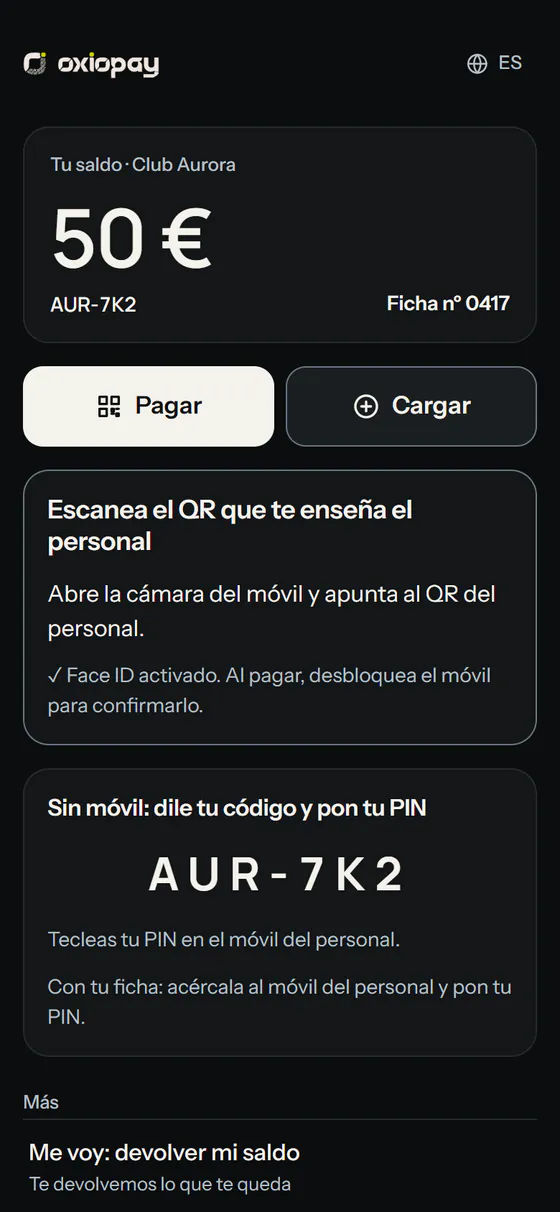 oxiopay
ES
Tu saldo · Club Aurora
50 €
AUR-7K2
Ficha nº 0417
Pagar
Cargar
Escanea el QR que te enseña el
personal
Abre la cámara del móvil y apunta al QR del
personal.
✓ Face ID activado. Al pagar, desbloquea el móvil
para confirmarlo.
Sin móvil: dile tu código y pon tu PIN
AUR-7K2
Tecleas tu PIN en el móvil del personal.
Con tu ficha: acércala al móvil del personal y pon tu
PIN.
Más
Me voy: devolver mi saldo
Te devolvemos lo que te queda